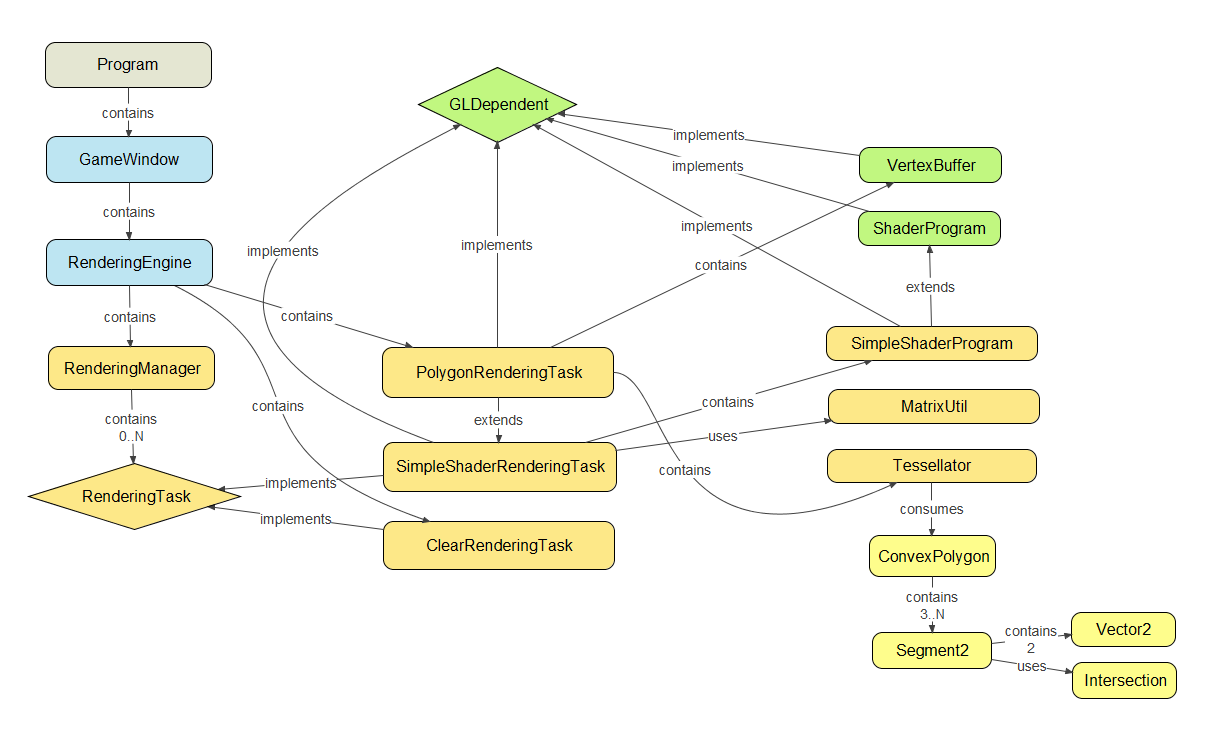 Program
contains
GameWindow
contains
RenderingEngine
contains
RenderingManager
contains
0..N
RenderingTask
GLDependent
implements
implements
implements
implements
implements
contains
contains
contains
PolygonRenderingTask
extends
SimpleShaderRenderingTask
implements
implements
ClearRenderingTask
contains
uses
contains
VertexBuffer
ShaderProgram
extends
SimpleShaderProgram
MatrixUtil
Tessellator
consumes
ConvexPolygon
contains
3..N
Segment2
contains
2
uses
Vector2
Intersection